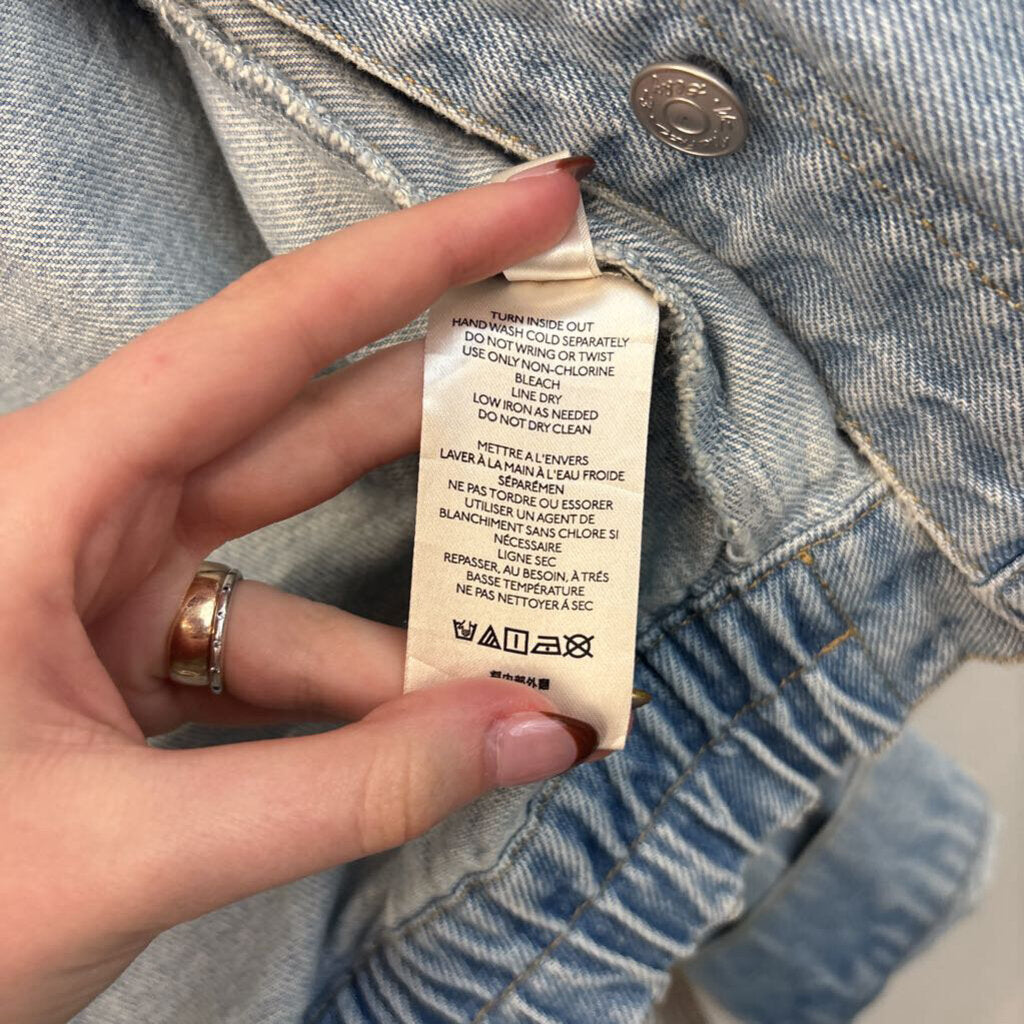 TURN INSIDE OUT
HAND WASH COLD SEPARATELY
DO NOT WRING OR TWIST
USE ONLY NON-CHLORINE
BLEACH
LINE DRY
LOW IRON AS NEEDED
DO NOT DRY CLEAN
METTRE A L'ENVERS
LAVER À LA MAIN À L'EAU FROIDE
SÉPARÉMEN
NE PAS TORDRE OU ESSORER
UTILISER UN AGENT DE
BLANCHIMENT SANS CHLORE SI
NÉCESSAIRE
LIGNE SEC
REPASSER, AU BESOIN, À TRÉS
BASSE TEMPÉRATURE
NE PAS NETTOYER Á SEC